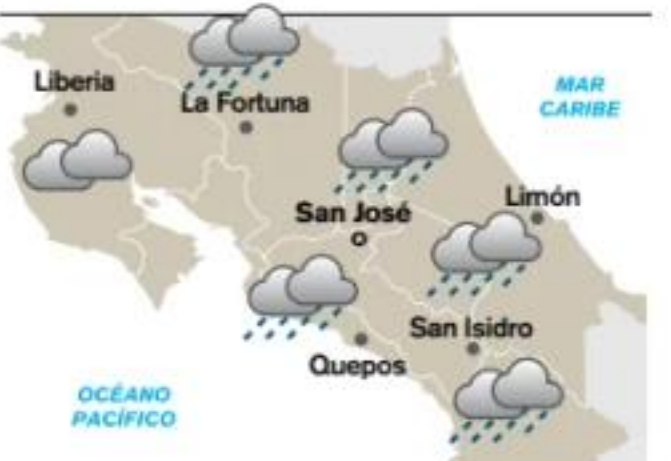 Liberia
La Fortuna
MAR
CARIBE
San José
Limón
San Isidro
Quepos
OCÉANO
PACÍFICO